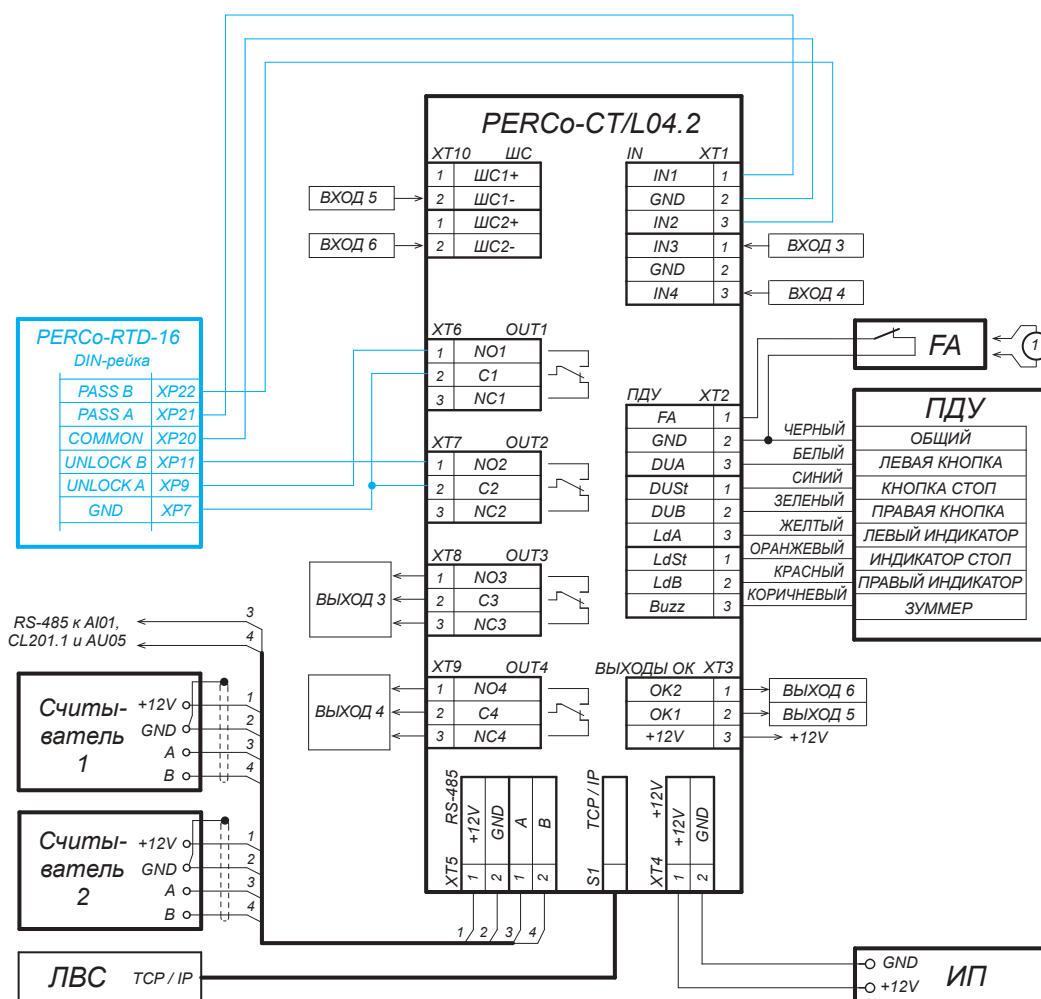 PERCo-CT/L04.2
XT10 ШС
1 ШС1+
2 ШС1-
1 ШС2+
2 ШС2-
ВХОД 5
ВХОД 6
IN XT1
IN1 1
GND 2
IN2 3
IN3 1
GND 2
IN4 3
ВХОД 3
ВХОД 4
PERCo-RTD-16
DIN-рейка
PASS B XP22
PASS A XP21
COMMON XP20
UNLOCK B XP11
UNLOCK A XP9
GND XP7
XT6 OUT1
1 NO1
2 C1
3 NC1
XT7 OUT2
1 NO2
2 C2
3 NC2
XT8 OUT3
1 NO3
2 C3
3 NC3
ВЫХОД 3
XT9 OUT4
1 NO4
2 C4
3 NC4
ВЫХОД 4
FA
1
ПДУ XT2
FA 1
GND 2
DUA 3
DUSt 1
DUB 2
LdA 3
LdSt 1
LdB 2
Buzz 3
ЧЕРНЫЙ
БЕЛЫЙ
СИНИЙ
ЗЕЛЕНЫЙ
ЖЕЛТЫЙ
ОРАНЖЕВЫЙ
КРАСНЫЙ
КОРИЧНЕВЫЙ
ПДУ
ОБЩИЙ
ЛЕВАЯ КНОПКА
КНОПКА СТОП
ПРАВАЯ КНОПКА
ЛЕВЫЙ ИНДИКАТОР
ИНДИКАТОР СТОП
ПРАВЫЙ ИНДИКАТОР
ЗУММЕР
ВЫХОДЫ ОК XT3
OK2 1
OK1 2
+12V 3
ВЫХОД 6
ВЫХОД 5
+12V
RS-485 к AI01,
CL201.1 и AU05
3
4
Считы-
ватель
1
+12V 1
GND 2
A 3
B 4
Считы-
ватель
2
+12V 1
GND 2
A 3
B 4
XT5 RS-485
1 +12V
2 GND
1 A
2 B
1 2 3 4
S1 TCP / IP
XT4 +12V
1 +12V
2 GND
ЛВС TCP / IP
GND
+12V
ИП